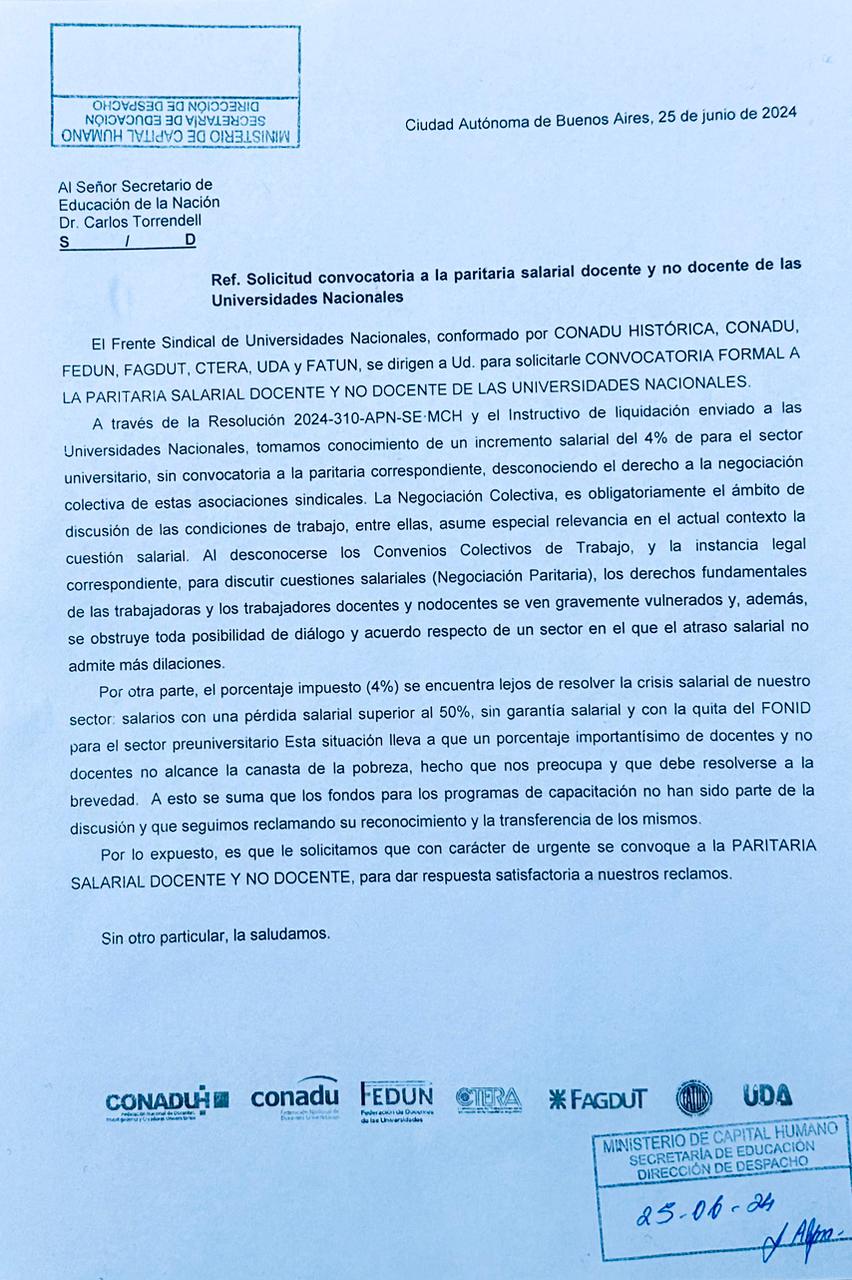 MINISTERIO DE CAPITAL HUMANO
SECRETARÍA DE EDUCACIÓN
DIRECCIÓN DE DESPACHO
Ciudad Autónoma de Buenos Aires, 25 de junio de 2024
Al Señor Secretario de
Educación de la Nación
Dr. Carlos Torrendell
S / D
Ref. Solicitud convocatoria a la paritaria salarial docente y no docente de las
Universidades Nacionales
El Frente Sindical de Universidades Nacionales, conformado por CONADU HISTÓRICA, CONADU,
FEDUN, FAGDUT, CTERA, UDA y FATUN, se dirigen a Ud. para solicitarle CONVOCATORIA FORMAL A
LA PARITARIA SALARIAL DOCENTE Y NO DOCENTE DE LAS UNIVERSIDADES NACIONALES.
A través de la Resolución 2024-310-APN-SE-MCH y el Instructivo de liquidación enviado a las
Universidades Nacionales, tomamos conocimiento de un incremento salarial del 4% de para el sector
universitario, sin convocatoria a la paritaria correspondiente, desconociendo el derecho a la negociación
colectiva de estas asociaciones sindicales. La Negociación Colectiva, es obligatoriamente el ámbito de
discusión de las condiciones de trabajo, entre ellas, asume especial relevancia en el actual contexto la
cuestión salarial. Al desconocerse los Convenios Colectivos de Trabajo, y la instancia legal
correspondiente, para discutir cuestiones salariales (Negociación Paritaria), los derechos fundamentales
de las trabajadoras y los trabajadores docentes y nodocentes se ven gravemente vulnerados y, además,
se obstruye toda posibilidad de diálogo y acuerdo respecto de un sector en el que el atraso salarial no
admite más dilaciones.
Por otra parte, el porcentaje impuesto (4%) se encuentra lejos de resolver la crisis salarial de nuestro
sector: salarios con una pérdida salarial superior al 50%, sin garantía salarial y con la quita del FONID
para el sector preuniversitario Esta situación lleva a que un porcentaje importantísimo de docentes y no
docentes no alcance la canasta de la pobreza, hecho que nos preocupa y que debe resolverse a la
brevedad. A esto se suma que los fondos para los programas de capacitación no han sido parte de la
discusión y que seguimos reclamando su reconocimiento y la transferencia de los mismos.
Por lo expuesto, es que le solicitamos que con carácter de urgente se convoque a la PARITARIA
SALARIAL DOCENTE Y NO DOCENTE, para dar respuesta satisfactoria a nuestros reclamos.
Sin otro particular, la saludamos.
CONADUH
conadu
FEDUN
Federación de Docentes
de las Universidades
CTERA
FAGDUT
FATUN
UDA
MINISTERIO DE CAPITAL HUMANO
SECRETARÍA DE EDUCACIÓN
DIRECCIÓN DE DESPACHO
25-06-24